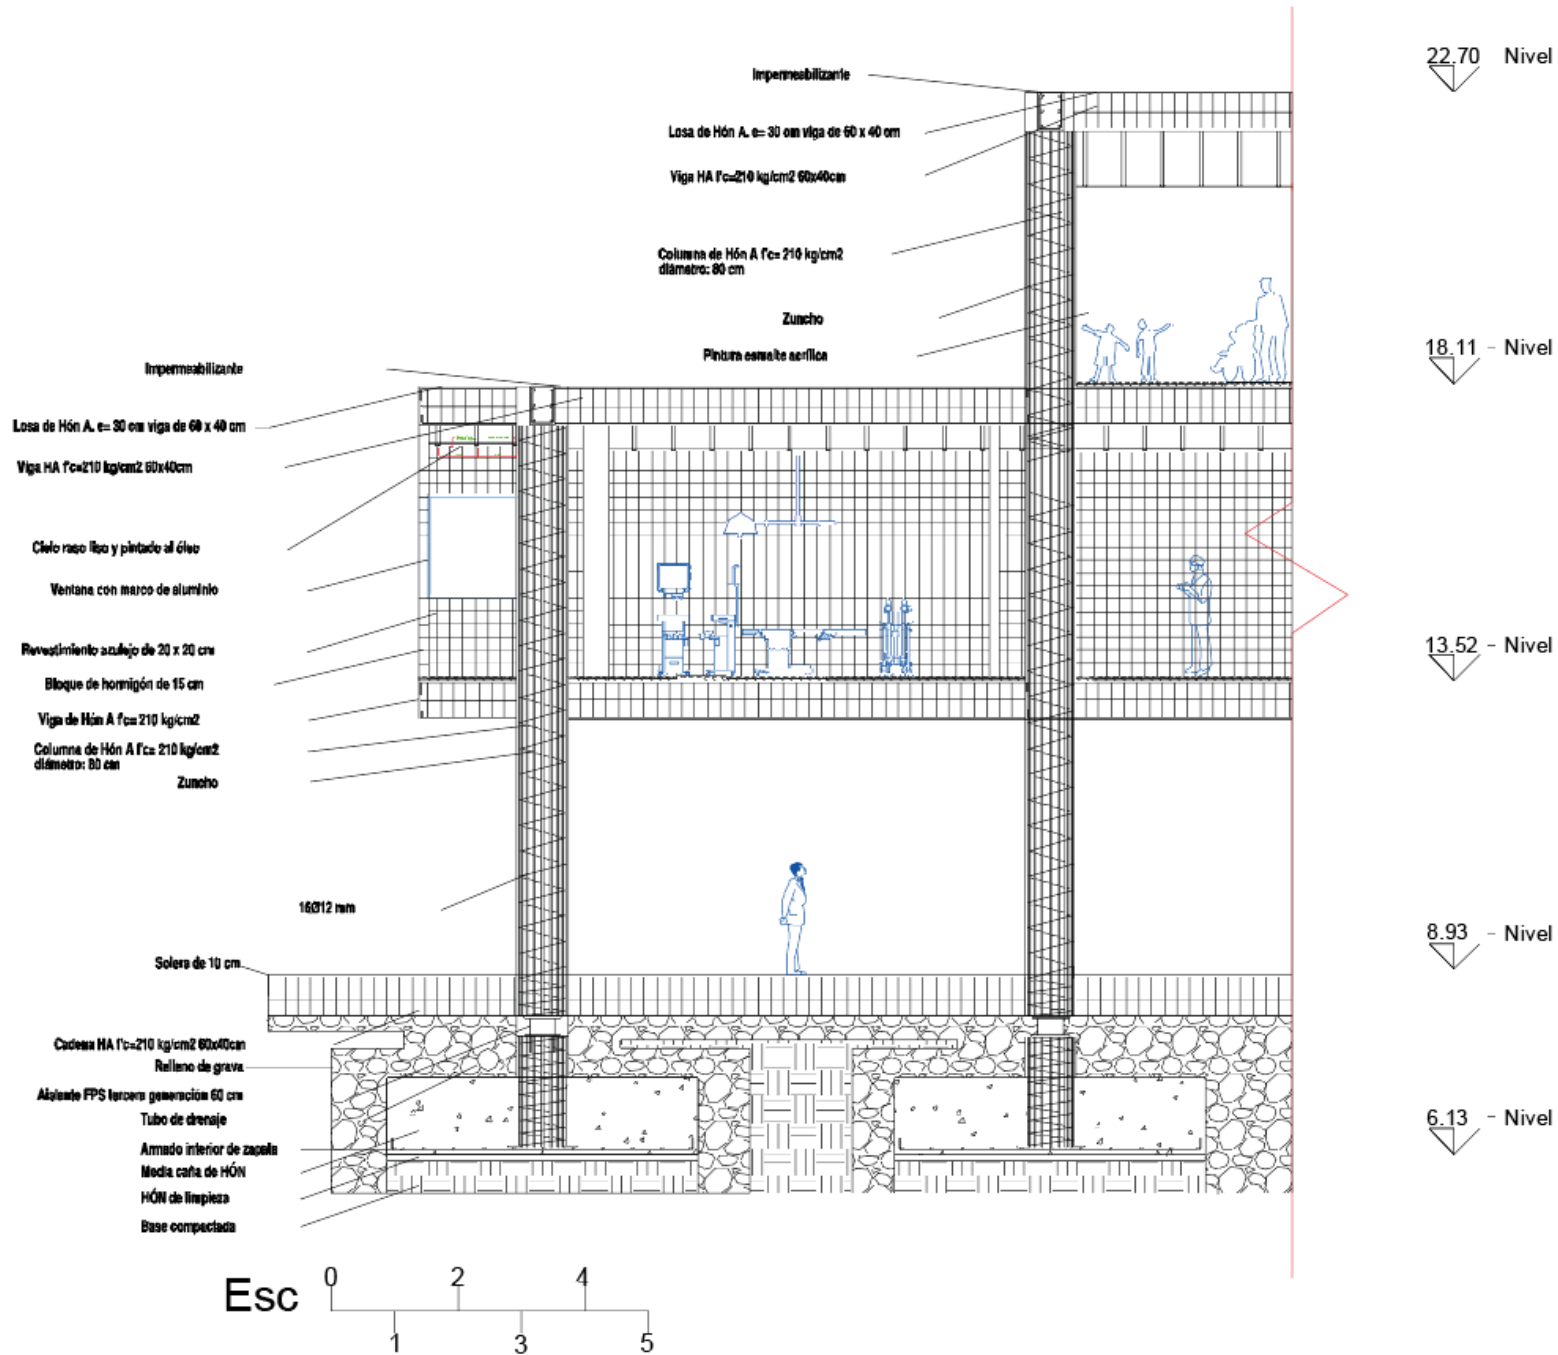 22.70 Nivel
Impermeabilizante
Losa de Hón A. e= 30 cm viga de 60 x 40 cm
Viga HA f'c=210 kg/cm2 60x40cm
Columna de Hón A f'c= 210 kg/cm2
diámetro: 80 cm
Zuncho
Pintura esmalte acrílica
18.11 - Nivel
Impermeabilizante
Losa de Hón A. e= 30 cm viga de 60 x 40 cm
Viga HA f'c=210 kg/cm2 60x40cm
Cielo raso liso y pintado al óleo
Ventana con marco de aluminio
Revestimiento azulejo de 20 x 20 cm
13.52 - Nivel
Bloque de hormigón de 15 cm
Viga de Hón A f'c= 210 kg/cm2
Columna de Hón A f'c= 210 kg/cm2
diámetro: 80 cm
Zuncho
16Ø12 mm
8.93 - Nivel
Solera de 10 cm
Cadena HA f'c=210 kg/cm2 60x40cm
Relleno de grava
Aislante FPS tercera generación 60 cm
Tubo de drenaje
6.13 - Nivel
Armado inferior de zapata
Media caña de HÓN
HÓN de limpieza
Base compactada
Esc
0 2 4
1 3 5